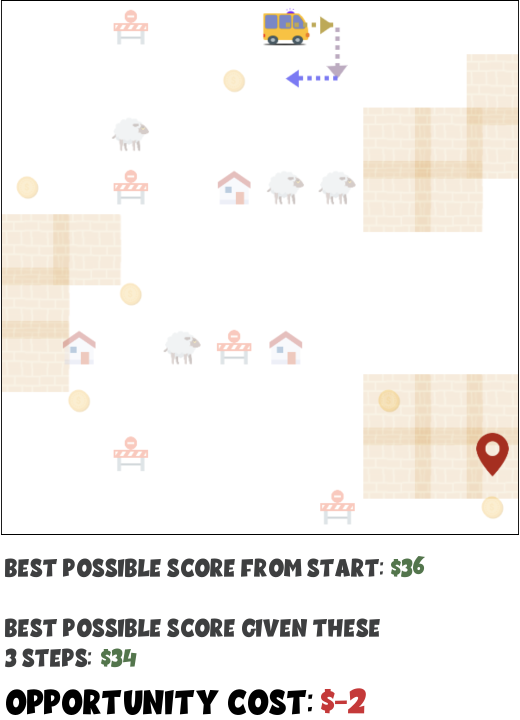 BEST POSSIBLE SCORE FROM START: $36
BEST POSSIBLE SCORE GIVEN THESE
3 STEPS: $34
OPPORTUNITY COST: $-2